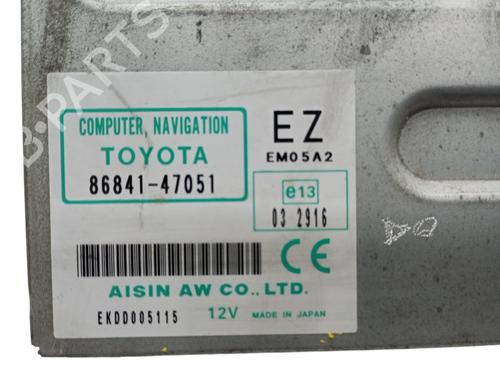 COMPUTER, NAVIGATION
TOYOTA
86841-47051
EZ
EM05A2
e13
03 2916
CE
AISIN AW CO., LTD.
EKDD005115 12V MADE IN JAPAN
B-PARTS